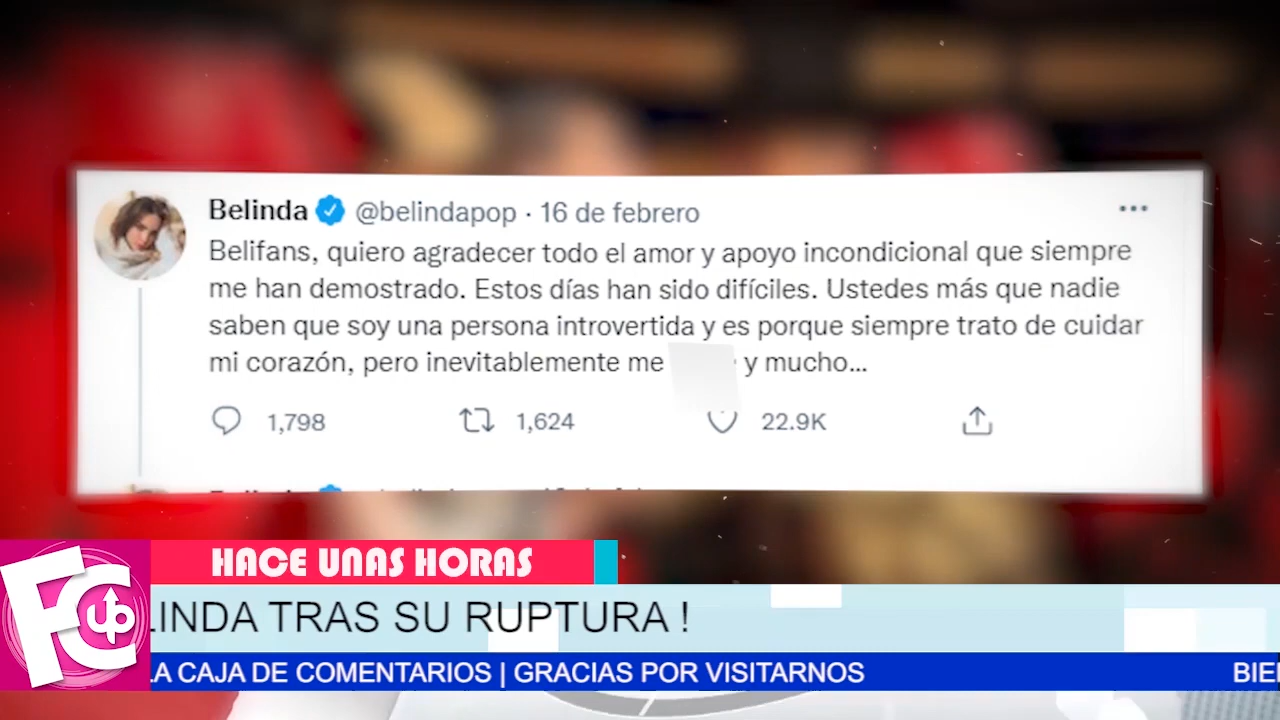 Belinda @belindapop · 16 de febrero
Belifans, quiero agradecer todo el amor y apoyo incondicional que siempre
me han demostrado. Estos días han sido difíciles. Ustedes más que nadie
saben que soy una persona introvertida y es porque siempre trato de cuidar
mi corazón, pero inevitablemente me y mucho...
1,798 1,624 22.9K
HACE UNAS HORAS
FC up
LINDA TRAS SU RUPTURA !
LA CAJA DE COMENTARIOS | GRACIAS POR VISITARNOS BIE